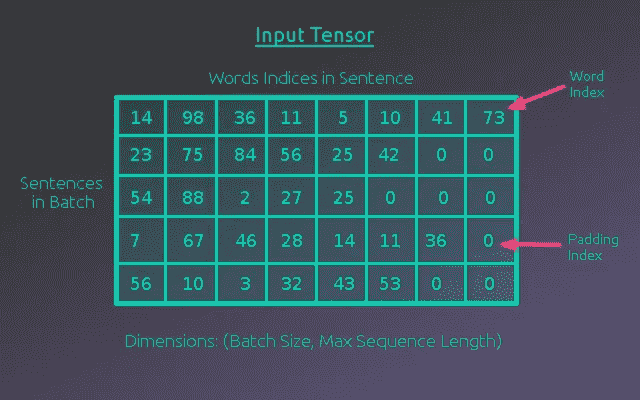 Input Tensor
Words Indices in Sentence
Word
Index
14 98 36 11 5 10 41 73
23 75 84 56 25 42 0 0
Sentences
in Batch
54 88 2 27 25 0 0 0
7 67 46 28 14 11 36 0
Padding
Index
56 10 3 32 43 53 0 0
Dimensions: (Batch Size, Max Sequence Length)